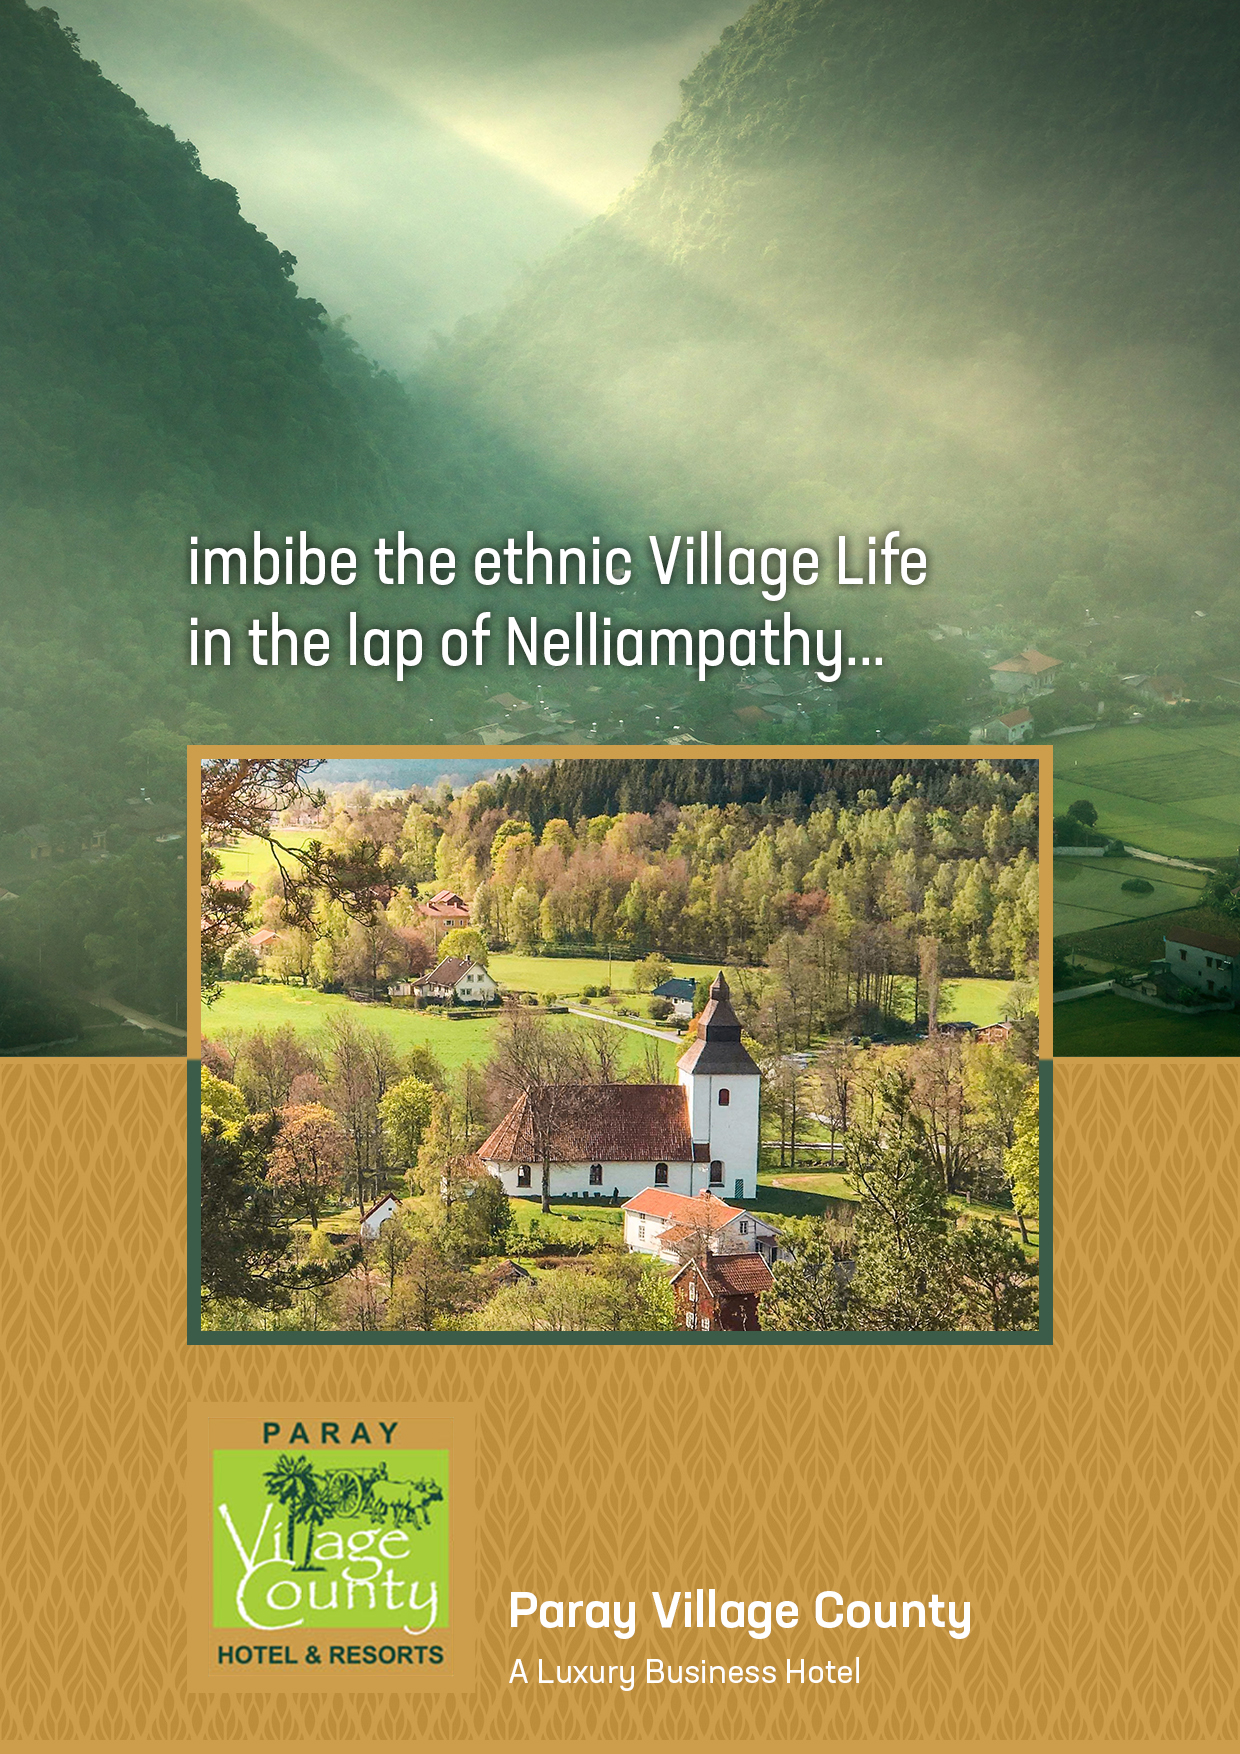 imbibe the ethnic Village Life
in the lap of Nelliampathy...
PARAY
Village
County
HOTEL & RESORTS
Paray Village County
A Luxury Business Hotel